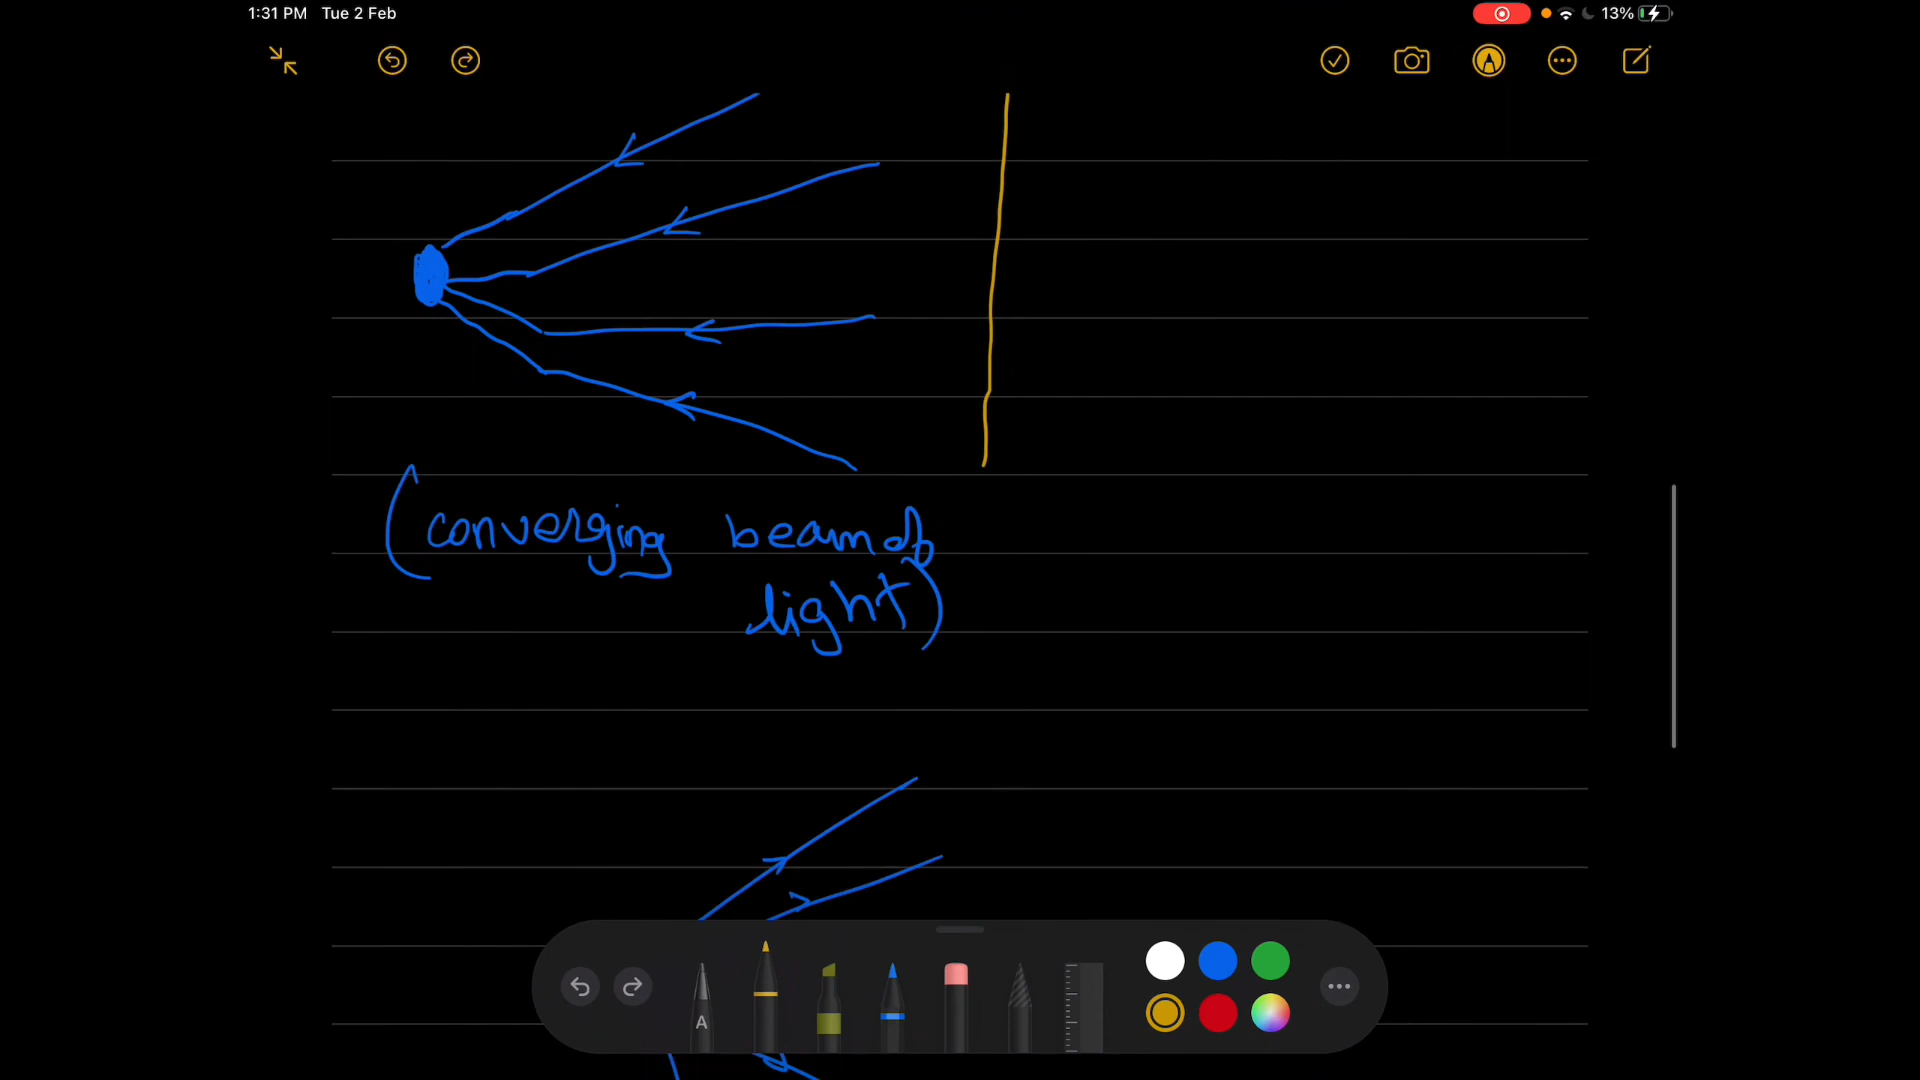 1:31 PM Tue 2 Feb
13%
(converging beam of
light)
A